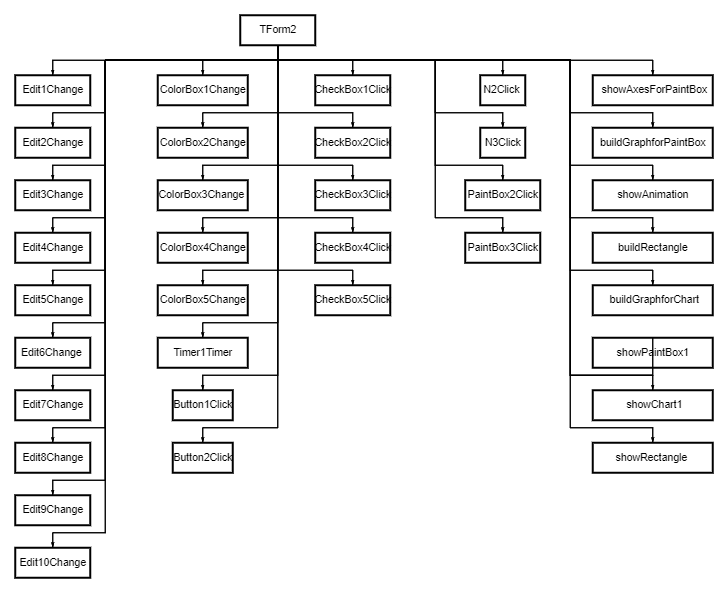 TForm2
Edit1Change
ColorBox1Change
CheckBox1Click
N2Click
showAxesForPaintBox
Edit2Change
ColorBox2Change
CheckBox2Click
N3Click
buildGraphforPaintBox
Edit3Change
ColorBox3Change
CheckBox3Click
PaintBox2Click
showAnimation
Edit4Change
ColorBox4Change
CheckBox4Click
PaintBox3Click
buildRectangle
Edit5Change
ColorBox5Change
CheckBox5Click
buildGraphforChart
Edit6Change
Timer1Timer
showPaintBox1
Edit7Change
Button1Click
showChart1
Edit8Change
Button2Click
showRectangle
Edit9Change
Edit10Change